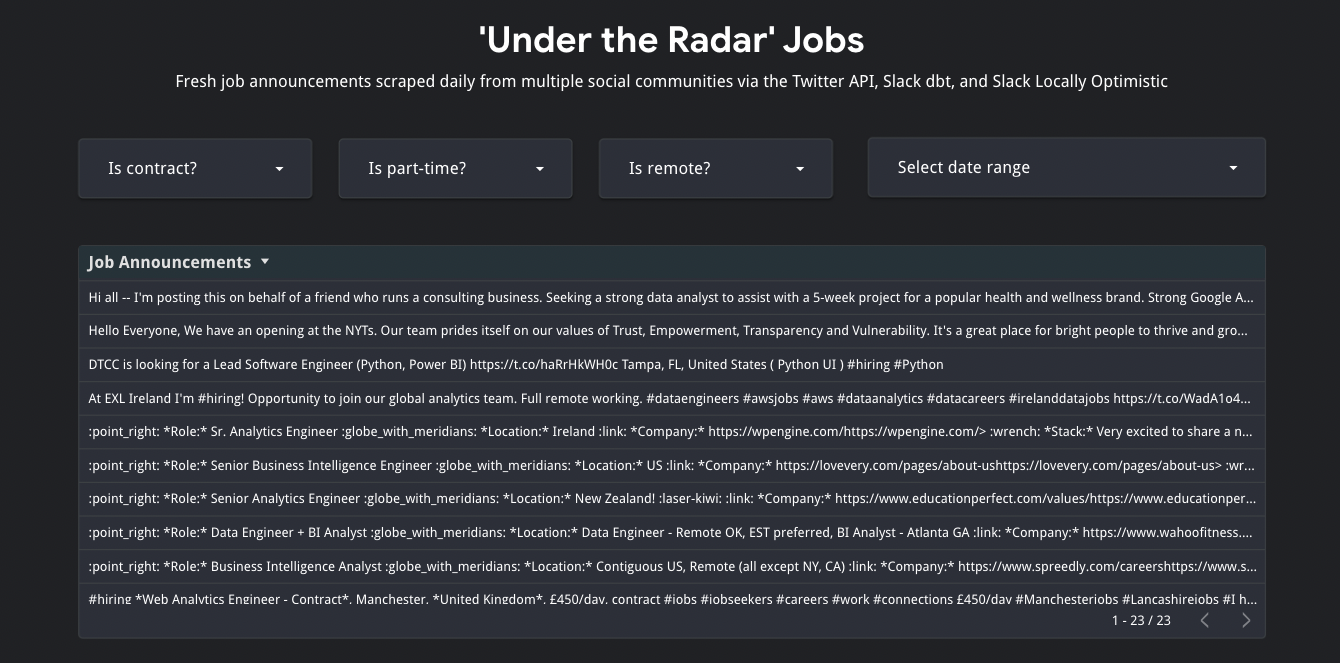 'Under the Radar' Jobs
Fresh job announcements scraped daily from multiple social communities via the Twitter API, Slack dbt, and Slack Locally Optimistic
Is contract?
Is part-time?
Is remote?
Select date range
Job Announcements
Hi all -- I'm posting this on behalf of a friend who runs a consulting business. Seeking a strong data analyst to assist with a 5-week project for a popular health and wellness brand. Strong Google A...
Hello Everyone, We have an opening at the NYTs. Our team prides itself on our values of Trust, Empowerment, Transparency and Vulnerability. It's a great place for bright people to thrive and gro...
DTCC is looking for a Lead Software Engineer (Python, Power BI) https://t.co/haRrHkWH0c Tampa, FL, United States ( Python UI ) #hiring #Python
At EXL Ireland I'm #hiring! Opportunity to join our global analytics team. Full remote working. #dataengineers #awsjobs #aws #dataanalytics #datacareers #irelanddatajobs https://t.co/WadA1o4...
:point_right: *Role:* Sr. Analytics Engineer :globe_with_meridians: *Location:* Ireland :link: *Company:* https://wpengine.com/https://wpengine.com/> :wrench: *Stack:* Very excited to share a n...
:point_right: *Role:* Senior Business Intelligence Engineer :globe_with_meridians: *Location:* US :link: *Company:* https://lovevery.com/pages/about-ushttps://lovevery.com/pages/about-us> :wr...
:point_right: *Role:* Senior Analytics Engineer :globe_with_meridians: *Location:* New Zealand! :laser-kiwi: :link: *Company:* https://www.educationperfect.com/values/https://www.educationper...
:point_right: *Role:* Data Engineer + BI Analyst :globe_with_meridians: *Location:* Data Engineer - Remote OK, EST preferred, BI Analyst - Atlanta GA :link: *Company:* https://www.wahoofitness....
:point_right: *Role:* Business Intelligence Analyst :globe_with_meridians: *Location:* Contiguous US, Remote (all except NY, CA) :link: *Company:* https://www.spreedly.com/careershttps://www.s...
#hiring *Web Analytics Engineer - Contract*, Manchester, *United Kingdom*, £450/day, contract #jobs #jobseekers #careers #work #connections £450/day #Manchesterjobs #Lancashirejobs #I h...
1 - 23 / 23